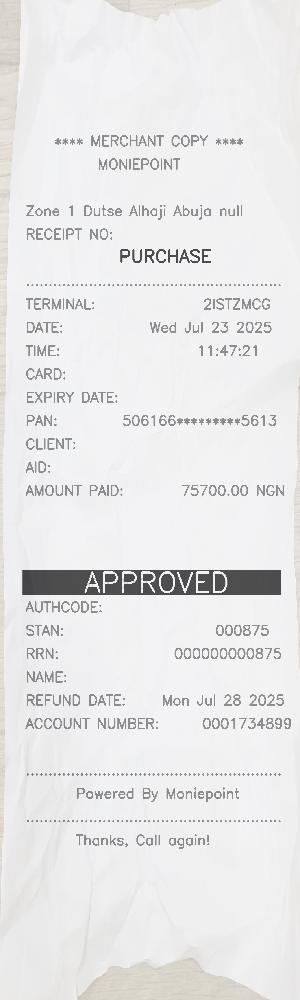 **** MERCHANT COPY ****
MONIEPOINT
Zone 1 Dutse Alhaji Abuja null
RECEIPT NO:
PURCHASE
TERMINAL: 2ISTZMCG
DATE: Wed Jul 23 2025
TIME: 11:47:21
CARD:
EXPIRY DATE:
PAN: 506166*********5613
CLIENT:
AID:
AMOUNT PAID: 75700.00 NGN
APPROVED
AUTHCODE:
STAN: 000875
RRN: 000000000875
NAME:
REFUND DATE: Mon Jul 28 2025
ACCOUNT NUMBER: 0001734899
Powered By Moniepoint
Thanks, Call again!